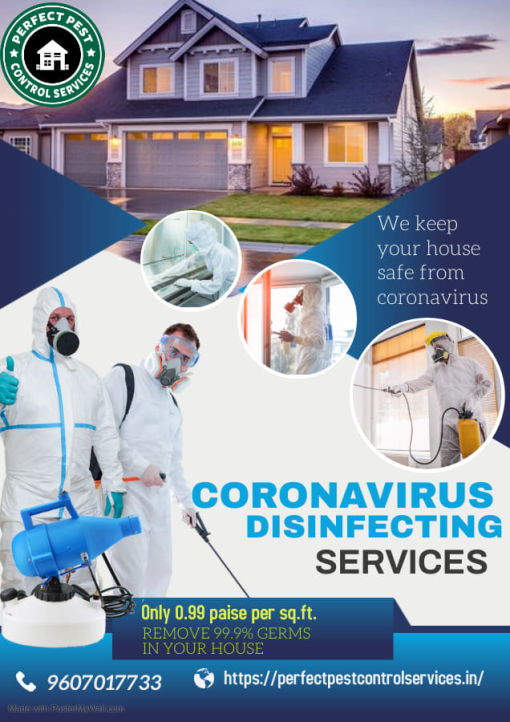 PERFECT PEST
CONTROL SERVICES
We keep
your house
safe from
coronavirus
CORONAVIRUS
DISINFECTING
SERVICES
Only 0.99 paise per sq.ft.
REMOVE 99,9% GERMS
IN YOUR HOUSE
9607017733
https://perfectpestcontrolservices.in/
Made with PosterMyWall.com